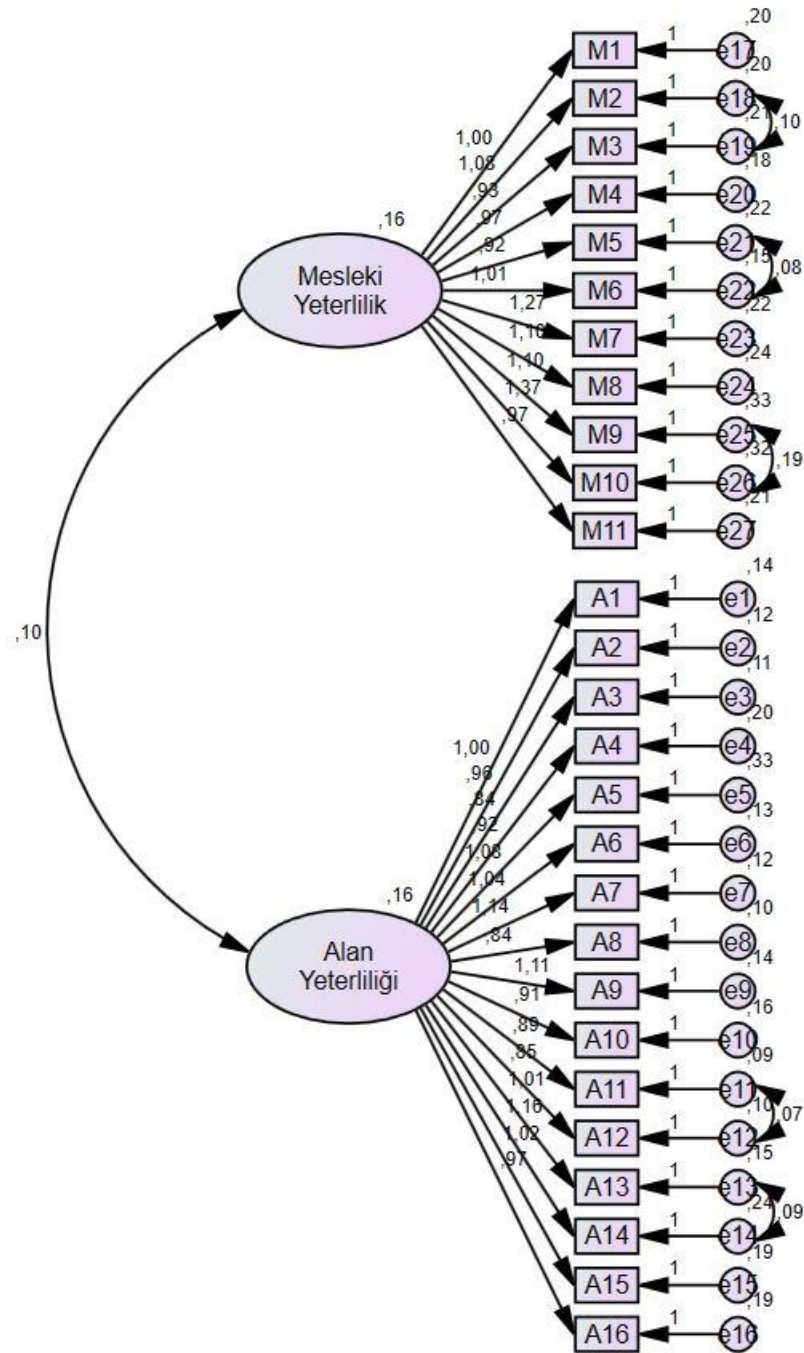 ,20
M1 1 e17
,20
M2 1 e18
,21 ,10
1,00 M3 1 e19
,18
1,08
,93 M4 1 e20
,22
,97
,16 ,92 M5 1 e21
,15 ,08
Mesleki
Yeterlilik
1,01 M6 1 e22
,22
1,27 M7 1 e23
,24
1,10 M8 1 e24
,33
1,37 M9 1 e25
,32 ,19
,97 M10 1 e26
,21
M11 1 e27
,14
A1 1 e1
,12
,10 A2 1 e2
,11
A3 1 e3
,20
1,00 A4 1 e4
,33
,96
,84 A5 1 e5
,13
,92
1,08 A6 1 e6
,12
1,04
,16 1,14 A7 1 e7
,10
,84 A8 1 e8
,14
Alan
Yeterliliği
1,11 A9 1 e9
,91
,16
,89 A10 1 e10
,09
,85
1,01 A11 1 e11
,10 ,07
1,16 A12 1 e12
,15
1,02
,97 A13 1 e13
,24 ,09
A14 1 e14
,19
A15 1 e15
,19
A16 1 e16